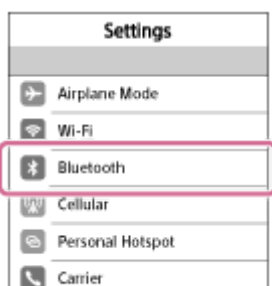 Settings
Airplane Mode
Wi-Fi
Bluetooth
Cellular
Personal Hotspot
Carrier